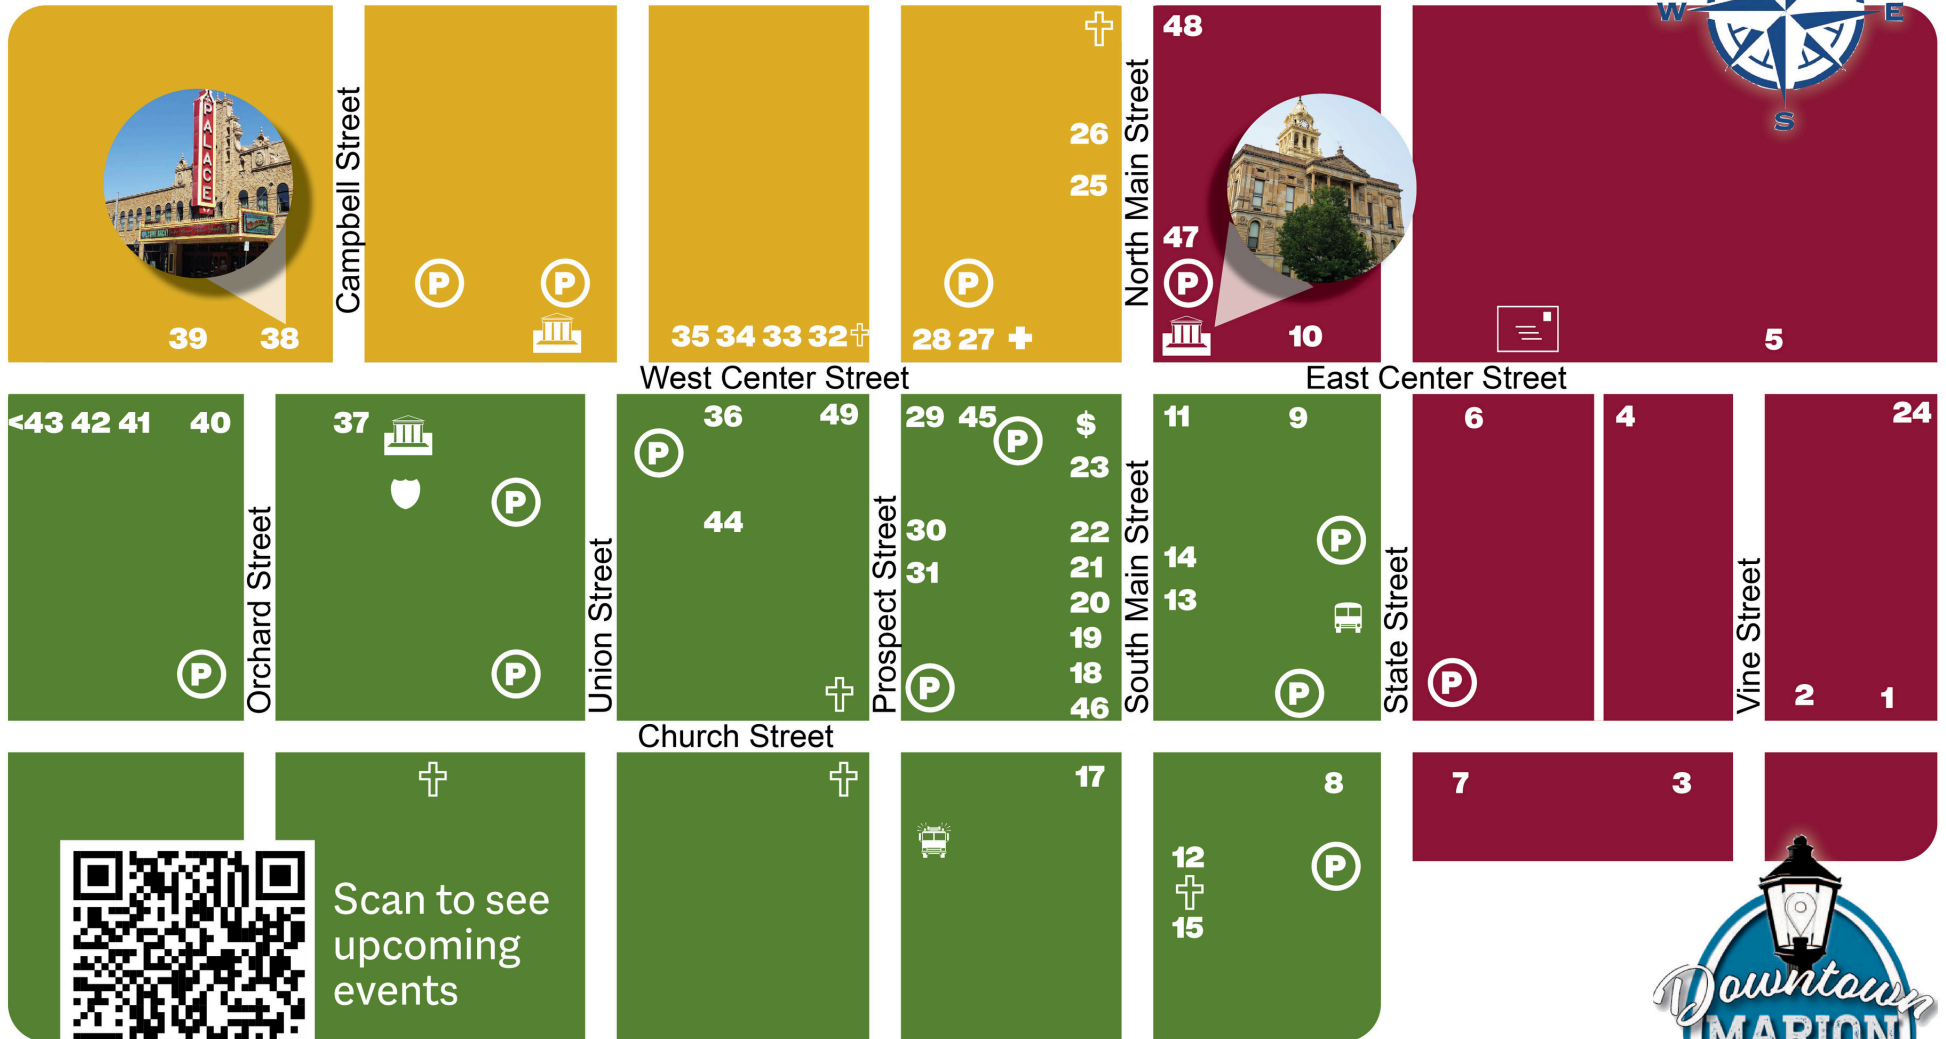 W
E
S
48
PALACE
Campbell Street
North Main Street
26
25
47
P
P
P
P
39
38
35 34 33 32
28 27
10
5
West Center Street
East Center Street
<43 42 41
40
37
36
49
29 45
$
11
9
6
4
24
P
P
23
P
44
30
22
P
31
21
14
20
13
19
18
46
Orchard Street
Union Street
Prospect Street
South Main Street
State Street
Vine Street
P
P
P
P
P
2
1
Church Street
17
8
7
3
12
P
15
Scan to see
upcoming
events
Downtown
MARION